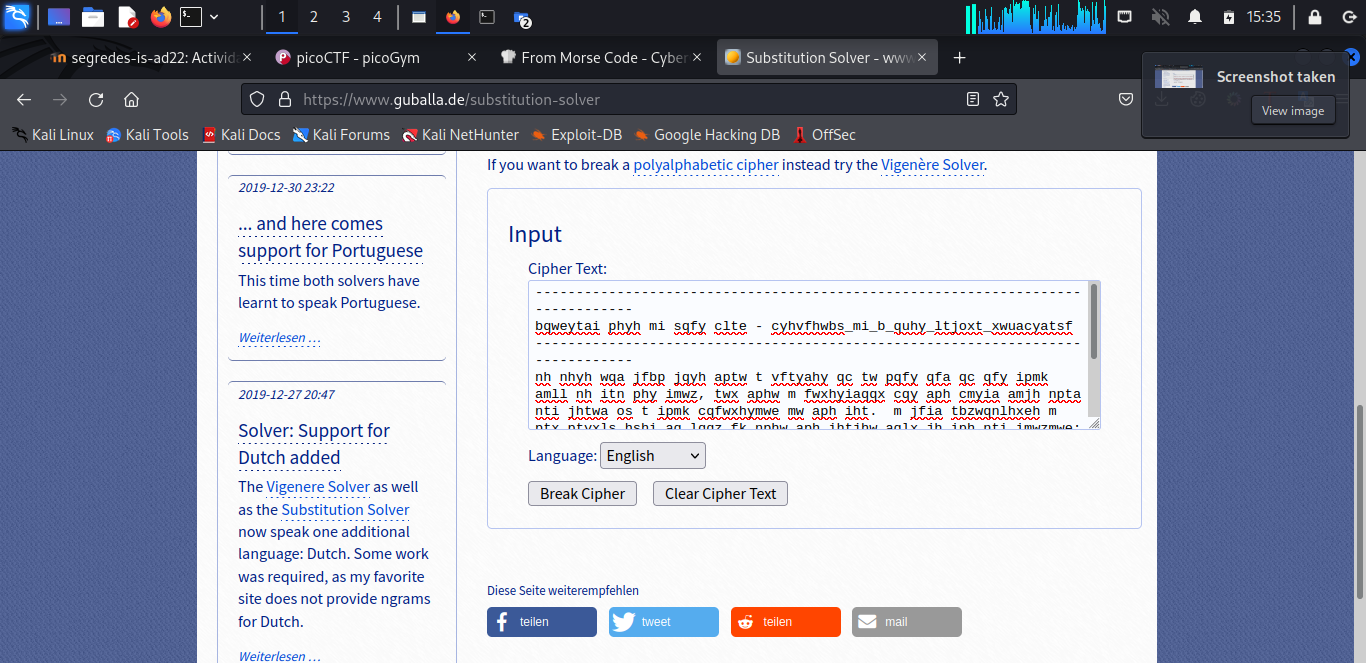 1 2 3 4 2 15:35
segredes-is-ad22: Activid picoCTF - picoGym From Morse Code - Cyber Substitution Solver - www
Screenshot taken
View image
https://www.guballa.de/substitution-solver
Kali Linux Kali Tools Kali Docs Kali Forums Kali NetHunter Exploit-DB Google Hacking DB OffSec
2019-12-30 23:22
... and here comes
support for Portuguese
This time both solvers have
learnt to speak Portuguese.
Weiterlesen ...
2019-12-27 20:47
Solver: Support for
Dutch added
The Vigenere Solver as well
as the Substitution Solver
now speak one additional
language: Dutch. Some work
was required, as my favorite
site does not provide ngrams
for Dutch.
Weiterlesen ...
If you want to break a polyalphabetic cipher instead try the Vigenère Solver.
Input
Cipher Text:
-------------------------------------------------------------------
------------
bqweytai phyh mi sqfy clte - cyhvfhwbs_mi_b_quhy_ltjoxt_xwuacyatsf
-------------------------------------------------------------------
------------
nh nhyh wqa jfbp jqyh aptw t vftyahy qc tw pqfy qfa qc qfy ipmk
amll nh itn phy imwz, twx aphw m fwxhyiaqqx cqy aph cmyia amjh npta
nti jhtwa os t ipmk cqfwxhymwe mw aph iht. m jfia tbzwqnlhxeh m
Language: English
Break Cipher Clear Cipher Text
Diese Seite weiterempfehlen
teilen tweet teilen mail